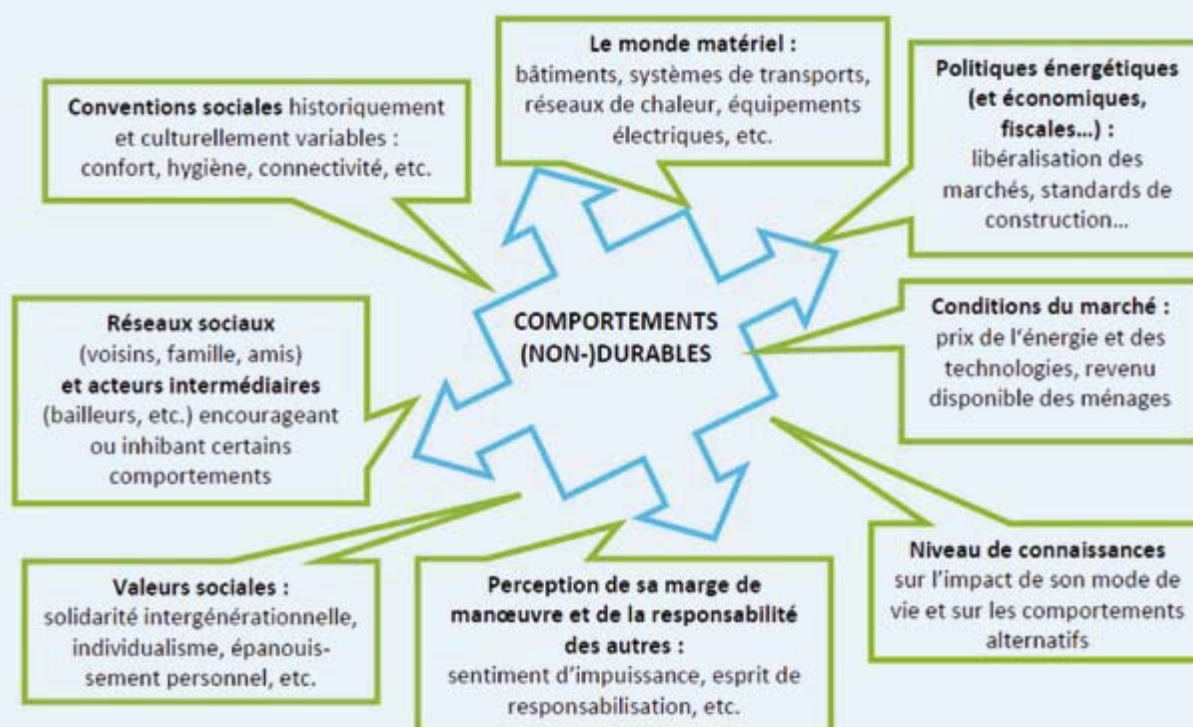 Le monde matériel :
bâtiments, systèmes de transports,
réseaux de chaleur, équipements
électriques, etc.
Politiques énergétiques
(et économiques,
fiscales...) :
libéralisation des
marchés, standards de
construction...
Conventions sociales historiquement
et culturellement variables :
confort, hygiène, connectivité, etc.
COMPORTEMENTS
(NON-)DURABLES
Conditions du marché :
prix de l'énergie et des
technologies, revenu
disponible des ménages
Réseaux sociaux
(voisins, famille, amis)
et acteurs intermédiaires
(bailleurs, etc.) encourageant
ou inhibant certains
comportements
Niveau de connaissances
sur l'impact de son mode de
vie et sur les comportements
alternatifs
Valeurs sociales :
solidarité intergénérationnelle,
individualisme, épanouis-
sement personnel, etc.
Perception de sa marge de
manœuvre et de la responsabilité
des autres :
sentiment d'impuissance, esprit de
responsabilisation, etc.